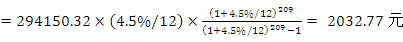 = 294150.32 × (4.5%/12) × (1+4.5%/12)^209 / ((1+4.5%/12)^209 − 1) = 2032.77 元